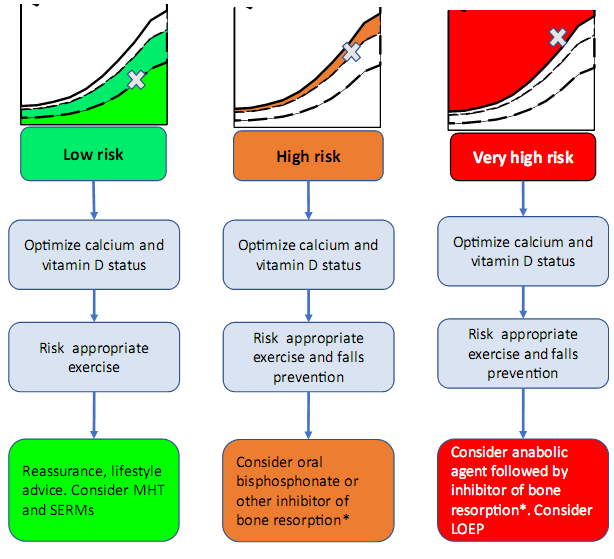 Low risk
High risk
Very high risk
Optimize calcium and
vitamin D status
Optimize calcium and
vitamin D status
Optimize calcium and
vitamin D status
Risk appropriate
exercise
Risk appropriate
exercise and falls
prevention
Risk appropriate
exercise and falls
prevention
Reassurance, lifestyle
advice. Consider MHT
and SERMs
Consider oral
bisphosphonate or
other inhibitor of
bone resorption*
Consider anabolic
agent followed by
inhibitor of bone
resorption*. Consider
LOEP